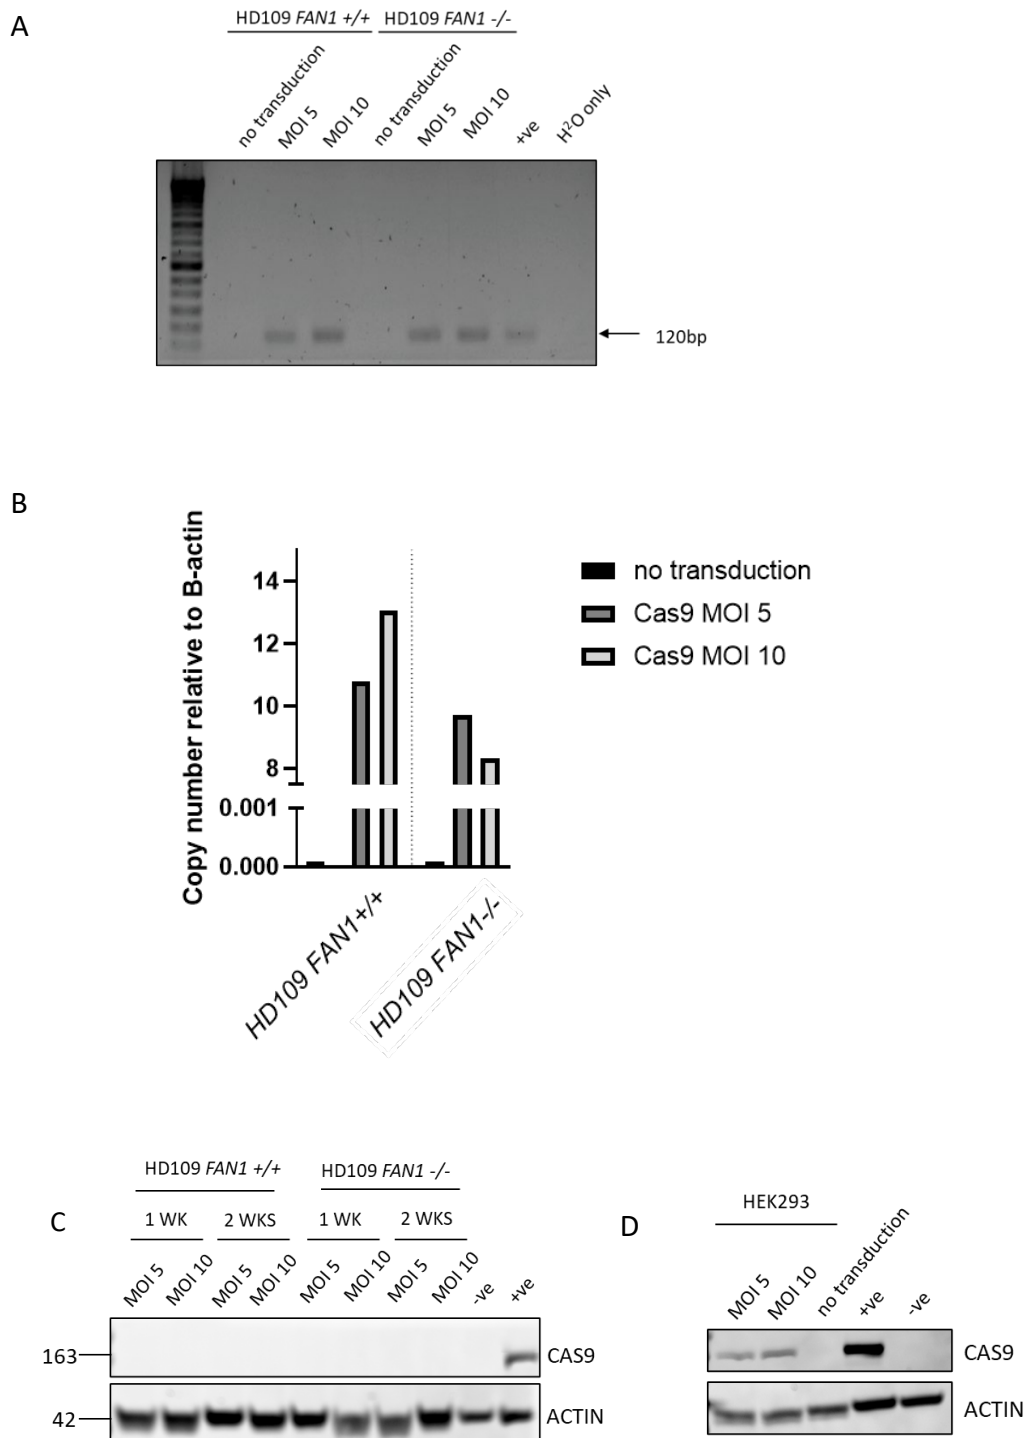 A
HD109 FAN1 +/+ HD109 FAN1 -/-
no transduction MOI 5 MOI 10 no transduction MOI 5 MOI 10 +ve H²O only
120bp
B
Copy number relative to B-actin
14
12
10
8
0.001
0.000
HD109 FAN1+/+ HD109 FAN1-/-
no transduction
Cas9 MOI 5
Cas9 MOI 10
C
HD109 FAN1 +/+ HD109 FAN1 -/-
1 WK 2 WKS 1 WK 2 WKS
MOI 5 MOI 10 MOI 5 MOI 10 MOI 5 MOI 10 MOI 5 MOI 10 -ve +ve
163 CAS9
42 ACTIN
D
HEK293
MOI 5 MOI 10 no transduction +ve -ve
CAS9
ACTIN